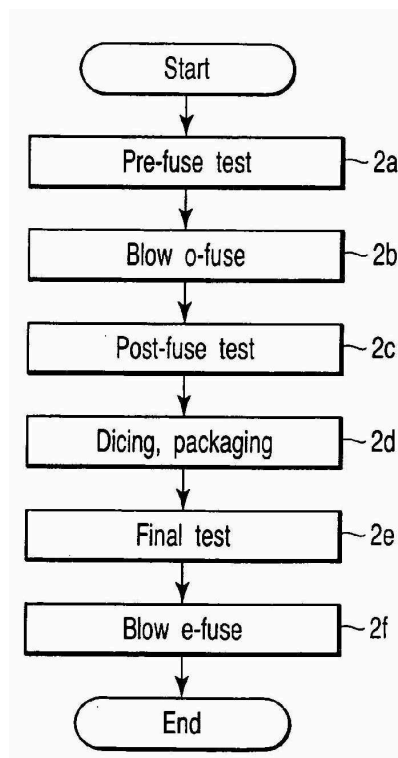 Start
Pre-fuse test 2a
Blow o-fuse 2b
Post-fuse test 2c
Dicing, packaging 2d
Final test 2e
Blow e-fuse 2f
End